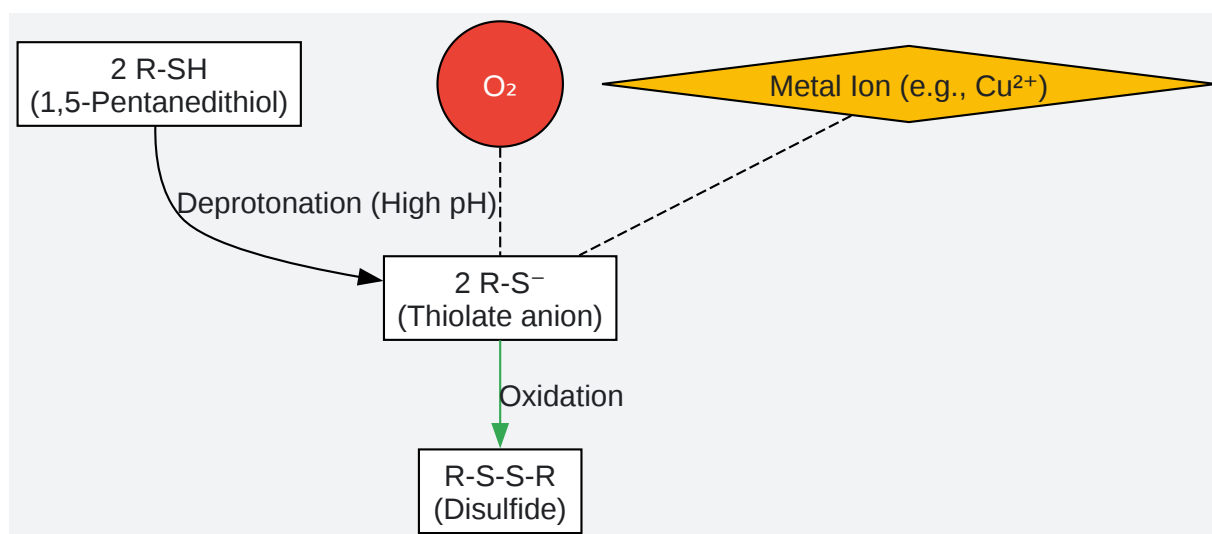 2 R-SH
(1,5-Pentanedithiol)
O₂
Metal Ion (e.g., Cu²⁺)
Deprotonation (High pH)
2 R-S⁻
(Thiolate anion)
Oxidation
R-S-S-R
(Disulfide)